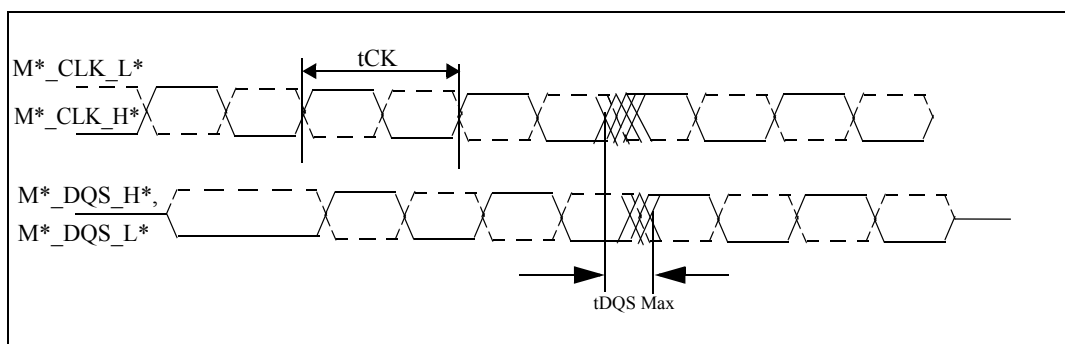 tCK
M*_CLK_L*
M*_CLK_H*
M*_DQS_H*,
M*_DQS_L*
tDQS Max